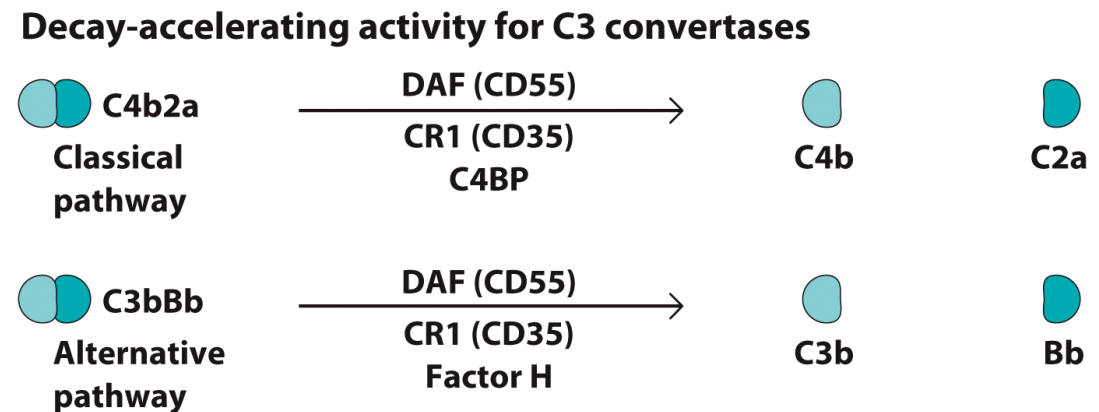 Decay-accelerating activity for C3 convertases
C4b2a
Classical
pathway
DAF (CD55)
CR1 (CD35)
C4BP
C4b
C2a
C3bBb
Alternative
pathway
DAF (CD55)
CR1 (CD35)
Factor H
C3b
Bb